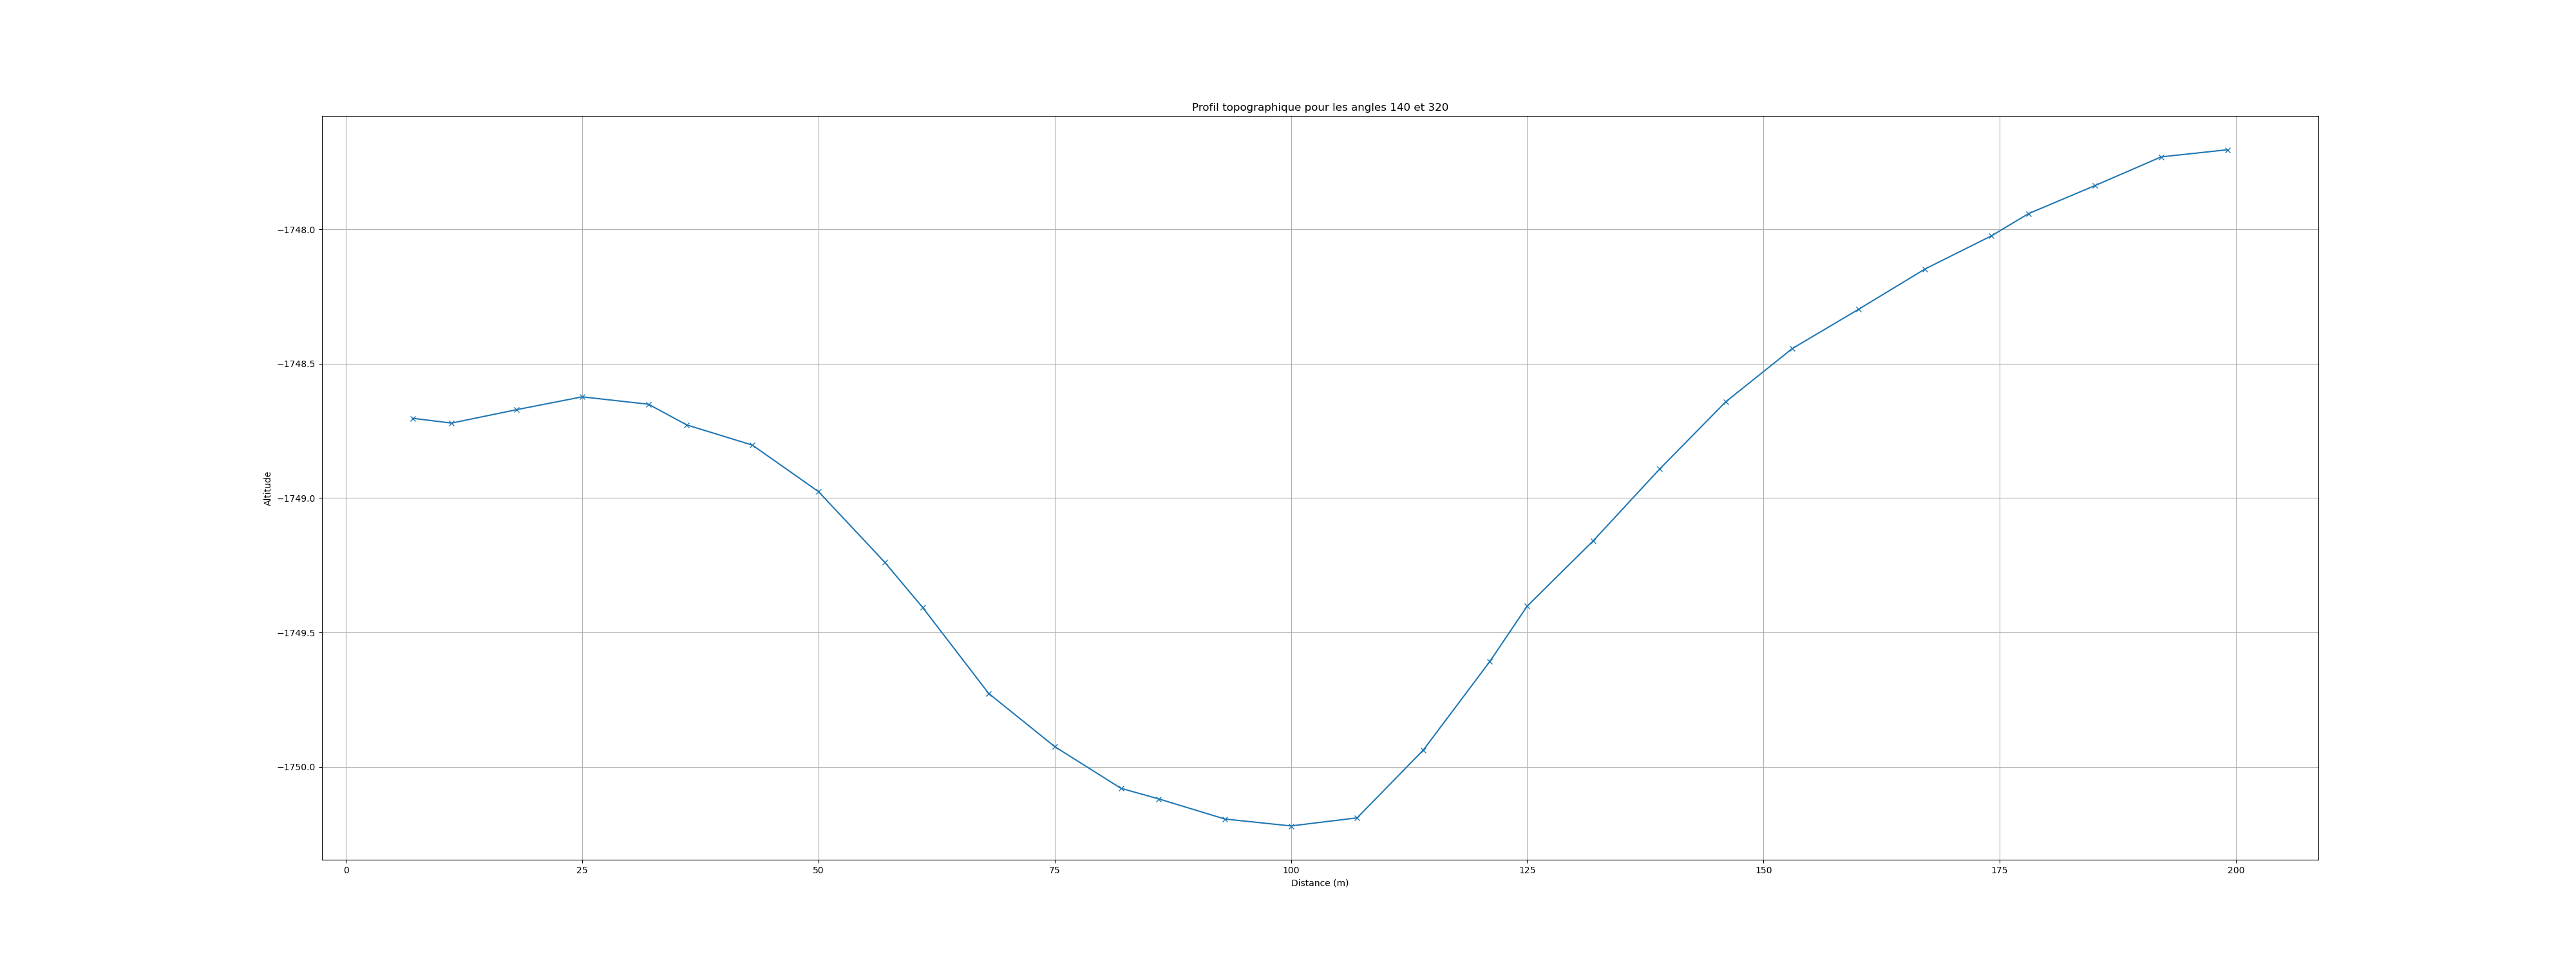 Profil topographique pour les angles 140 et 320
Altitude
−1748.0
−1748.5
−1749.0
−1749.5
−1750.0
0 25 50 75 100 125 150 175 200
Distance (m)